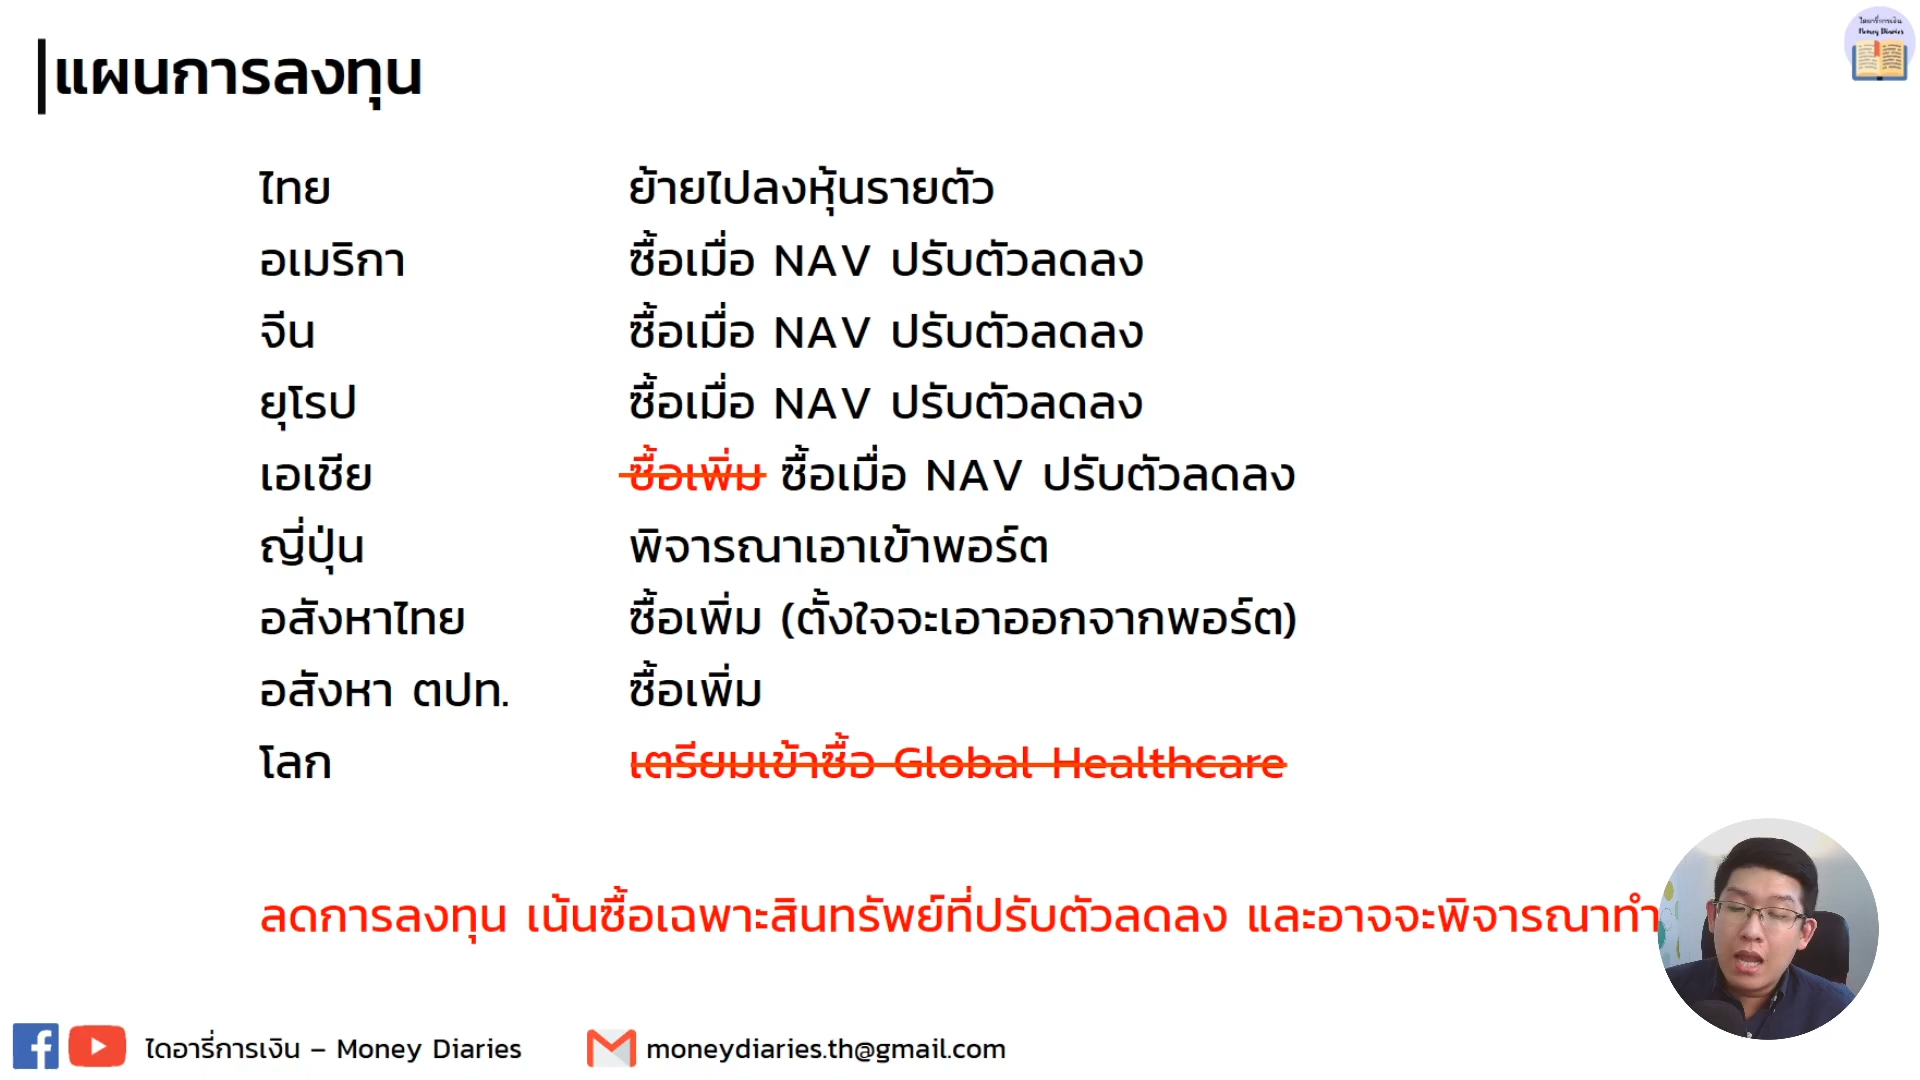 ไดอารี่การเงิน
Money Diaries
แผนการลงทุน
ไทย ย้ายไปลงหุ้นรายตัว
อเมริกา ซื้อเมื่อ NAV ปรับตัวลดลง
จีน ซื้อเมื่อ NAV ปรับตัวลดลง
ยุโรป ซื้อเมื่อ NAV ปรับตัวลดลง
เอเชีย ซื้อเพิ่ม ซื้อเมื่อ NAV ปรับตัวลดลง
ญี่ปุ่น พิจารณาเอาเข้าพอร์ต
อสังหาไทย ซื้อเพิ่ม (ตั้งใจจะเอาออกจากพอร์ต)
อสังหา ตปท. ซื้อเพิ่ม
โลก เตรียมเข้าซื้อ Global Healthcare
ลดการลงทุน เน้นซื้อเฉพาะสินทรัพย์ที่ปรับตัวลดลง และอาจจะพิจารณาทำ
ไดอารี่การเงิน – Money Diaries moneydiaries.th@gmail.com